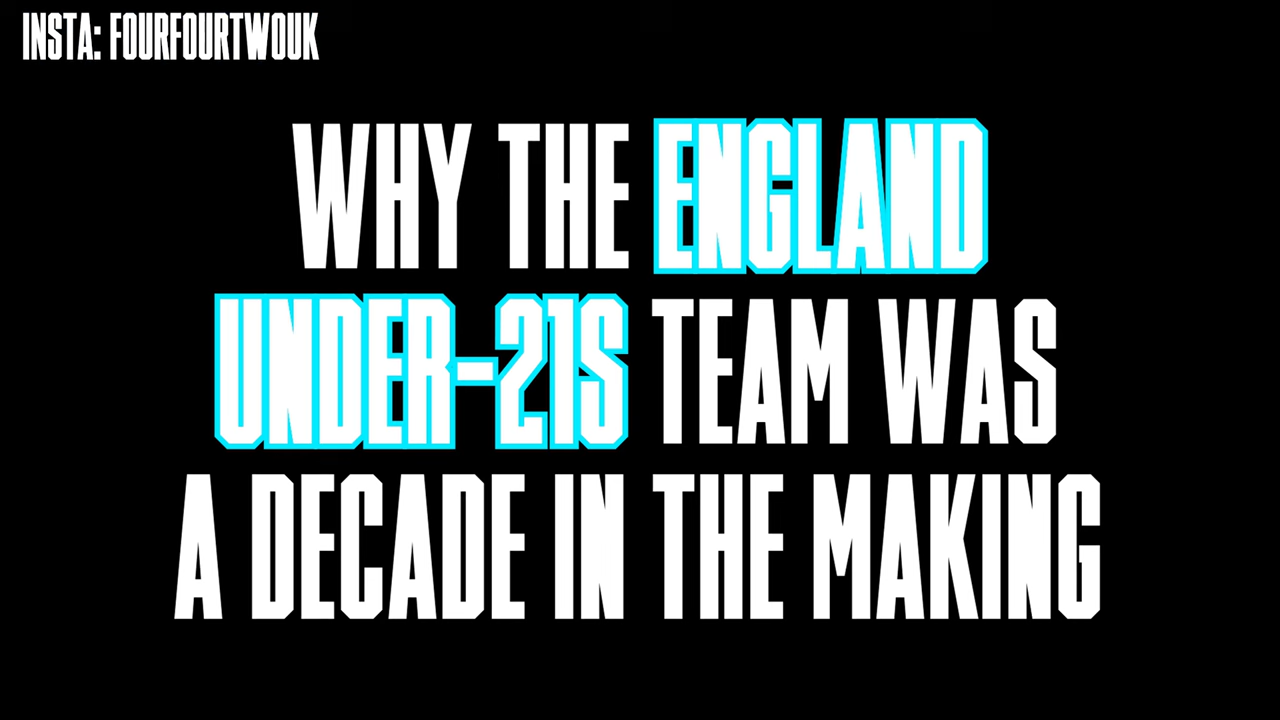 INSTA: FOURFOURTWOUK
WHY THE ENGLAND
UNDER-21S TEAM WAS
A DECADE IN THE MAKING